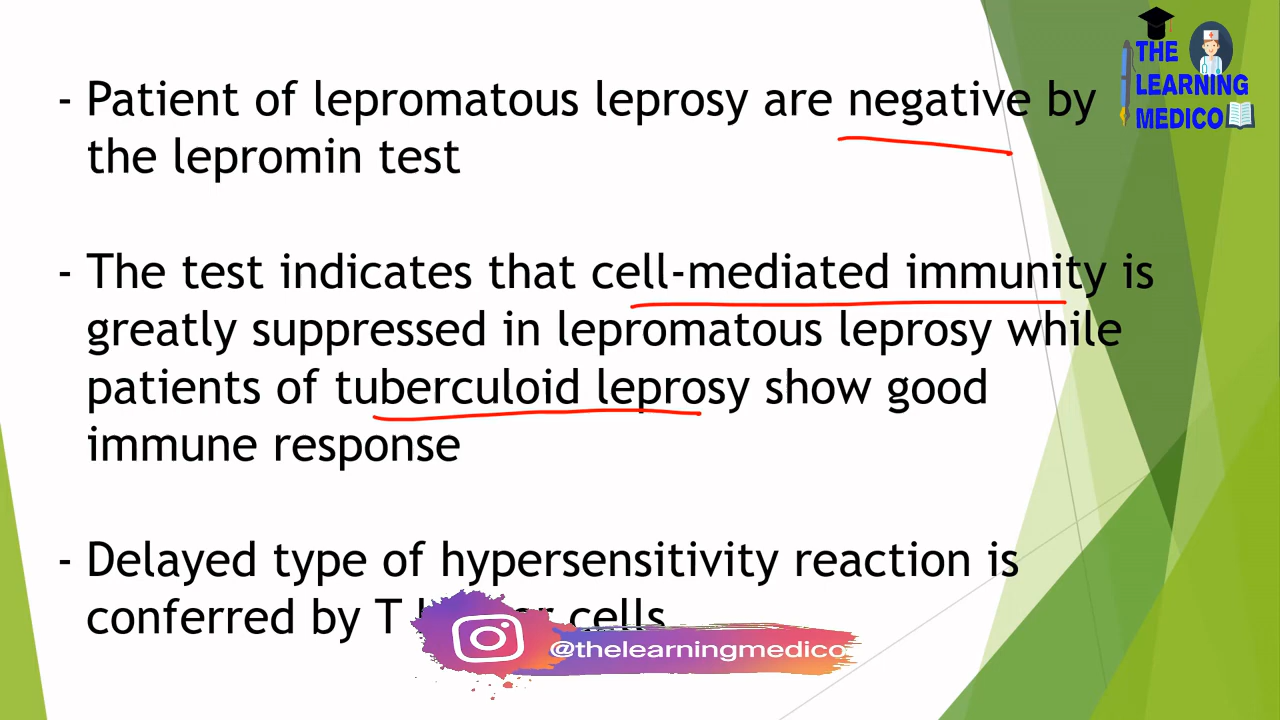 THE
LEARNING
MEDICO
- Patient of lepromatous leprosy are negative by
the lepromin test
- The test indicates that cell-mediated immunity is
greatly suppressed in lepromatous leprosy while
patients of tuberculoid leprosy show good
immune response
- Delayed type of hypersensitivity reaction is
conferred by T cells
@thelearningmedico